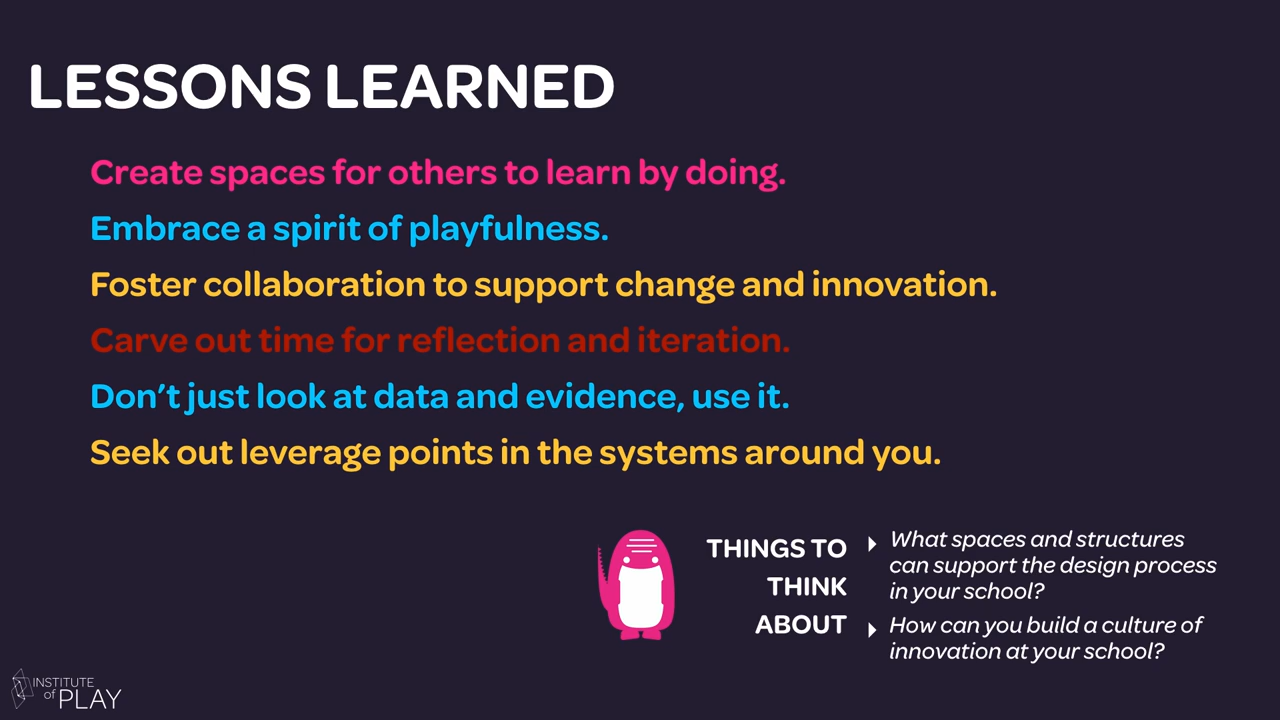 LESSONS LEARNED
Create spaces for others to learn by doing.
Embrace a spirit of playfulness.
Foster collaboration to support change and innovation.
Carve out time for reflection and iteration.
Don’t just look at data and evidence, use it.
Seek out leverage points in the systems around you.
THINGS TO
THINK
ABOUT
What spaces and structures
can support the design process
in your school?
How can you build a culture of
innovation at your school?
INSTITUTE
of PLAY